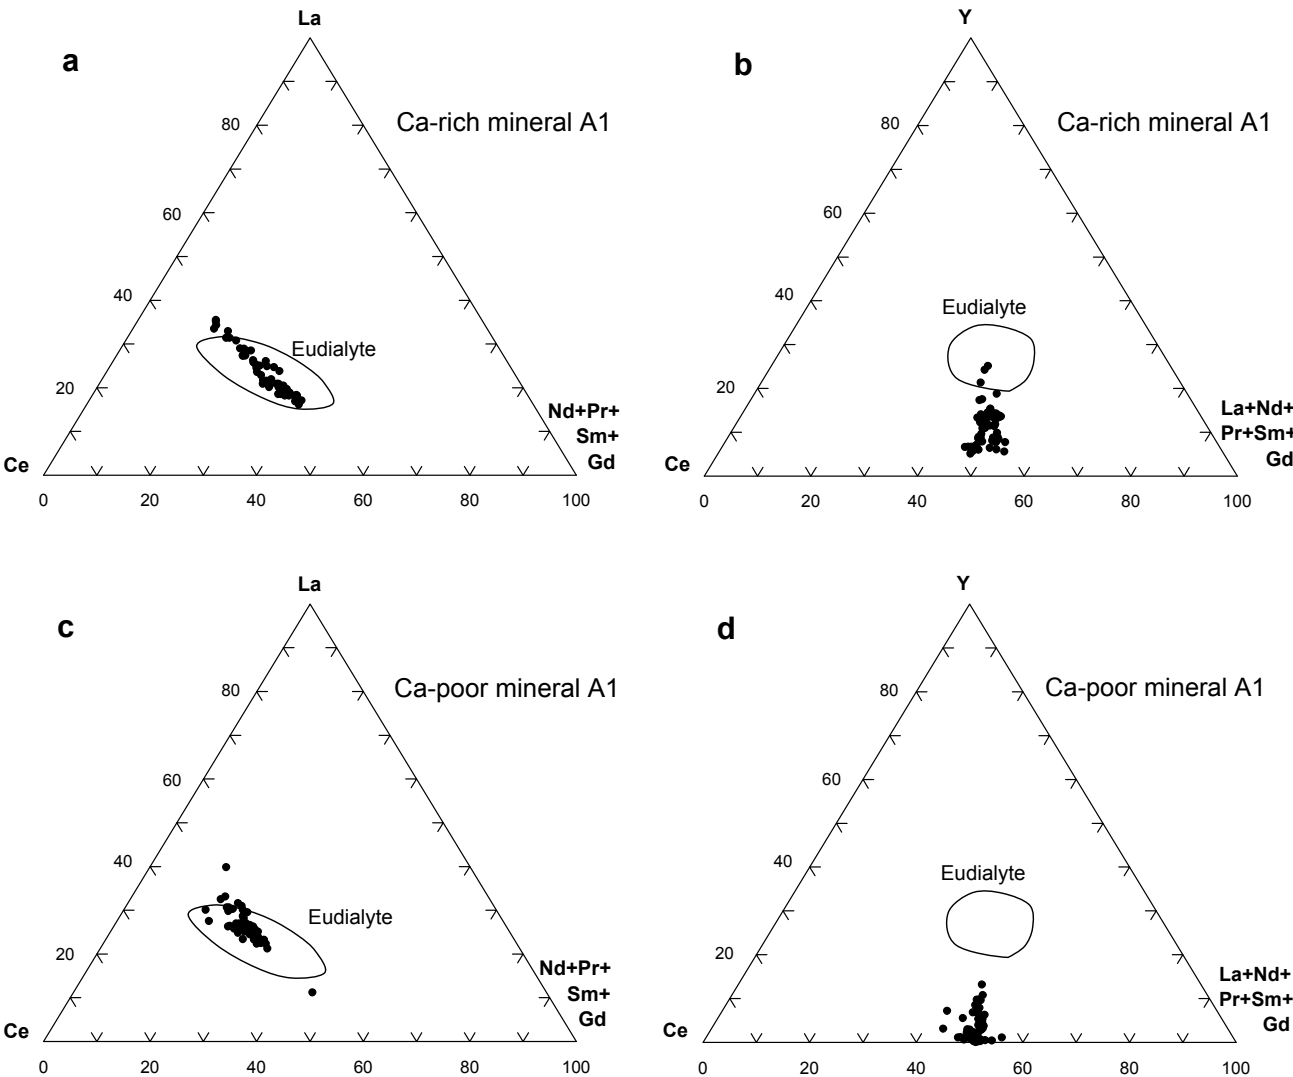 La
a
Ca-rich mineral A1
80
60
40
Eudialyte
20
Nd+Pr+
Sm+
Gd
Ce
0 20 40 60 80 100
Y
b
Ca-rich mineral A1
80
60
40
Eudialyte
20
La+Nd+
Pr+Sm+
Gd
Ce
0 20 40 60 80 100
La
c
Ca-poor mineral A1
80
60
40
Eudialyte
20
Nd+Pr+
Sm+
Gd
Ce
0 20 40 60 80 100
Y
d
Ca-poor mineral A1
80
60
40
Eudialyte
20
La+Nd+
Pr+Sm+
Gd
Ce
0 20 40 60 80 100